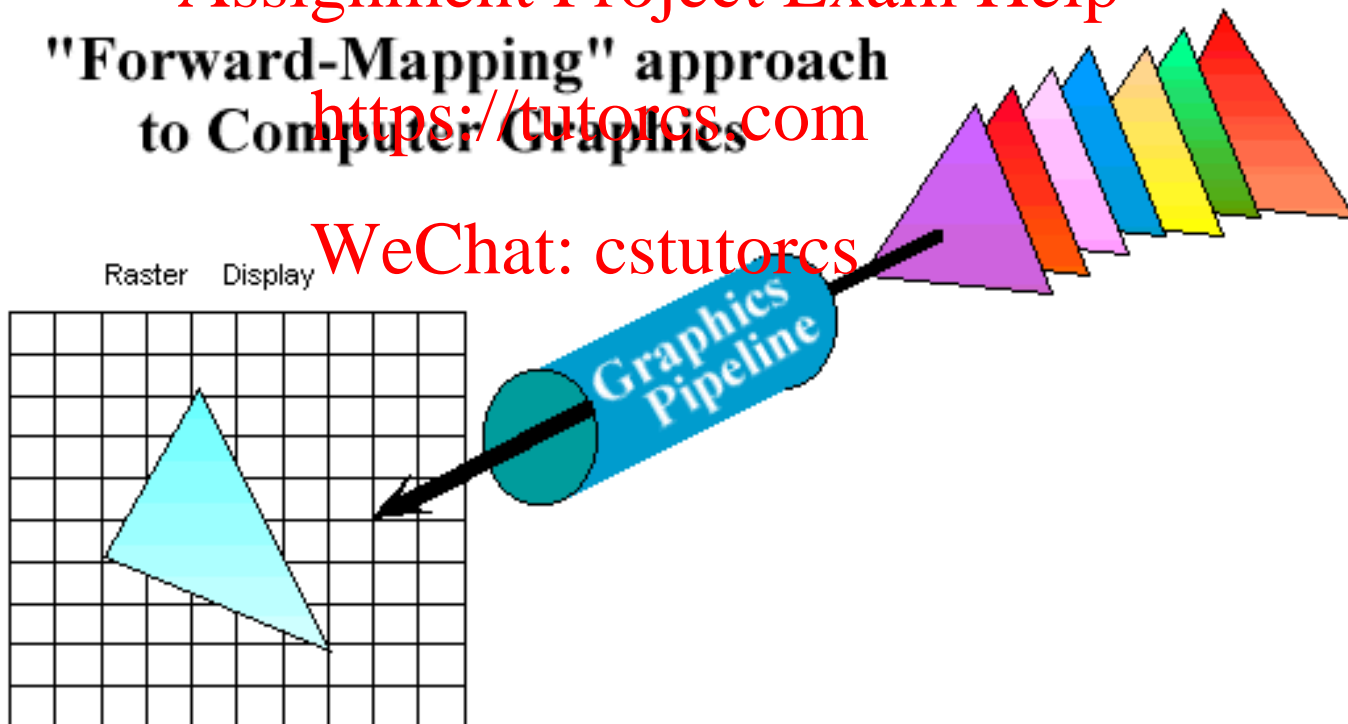 Assignment Project Exam Help
"Forward-Mapping" approach
to Computer Graphics
https://tutorcs.com
WeChat: cstutorcs
Raster Display
Graphics
Pipeline